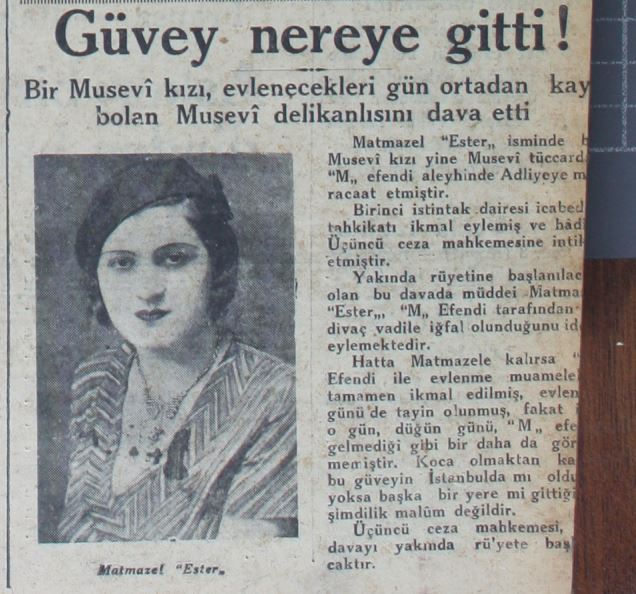 Güvey nereye gitti!
Bir Musevî kızı, evleneçekleri gün ortadan kay
bolan Musevî delikanlısını dava etti
Matmazel "Ester„ isminde b
Musevî kızı yine Musevî tüccard
"M„ efendi aleyhinde Adliyeye m
racaat etmiştir.
Birinci istintak dairesi icabed
tahkikatı ikmal eylemiş ve hâdi
Üçüncü ceza mahkemesine intik
etmiştir.
Yakında rüyetine başlanılac
olan bu davada müddei Matma
"Ester„, "M„ Efendi tarafından
divaç vadile iğfal olunduğunu id
eylemektedir.
Hatta Matmazele kalırsa "
Efendi ile evlenme muamele
tamamen ikmal edilmiş, evlen
günü de tayin olunmuş, fakat
o gün, düğün günü, "M„ efe
gelmediği gibi bir daha da gör
memiştir. Koca olmaktan ka
bu güveyin İstanbulda mı oldu
yoksa başka bir yere mi gittiği
şimdilik malûm değildir.
Üçüncü ceza mahkemesi,
davayı yakında rü'yete baş
caktır.
Matmazel "Ester„